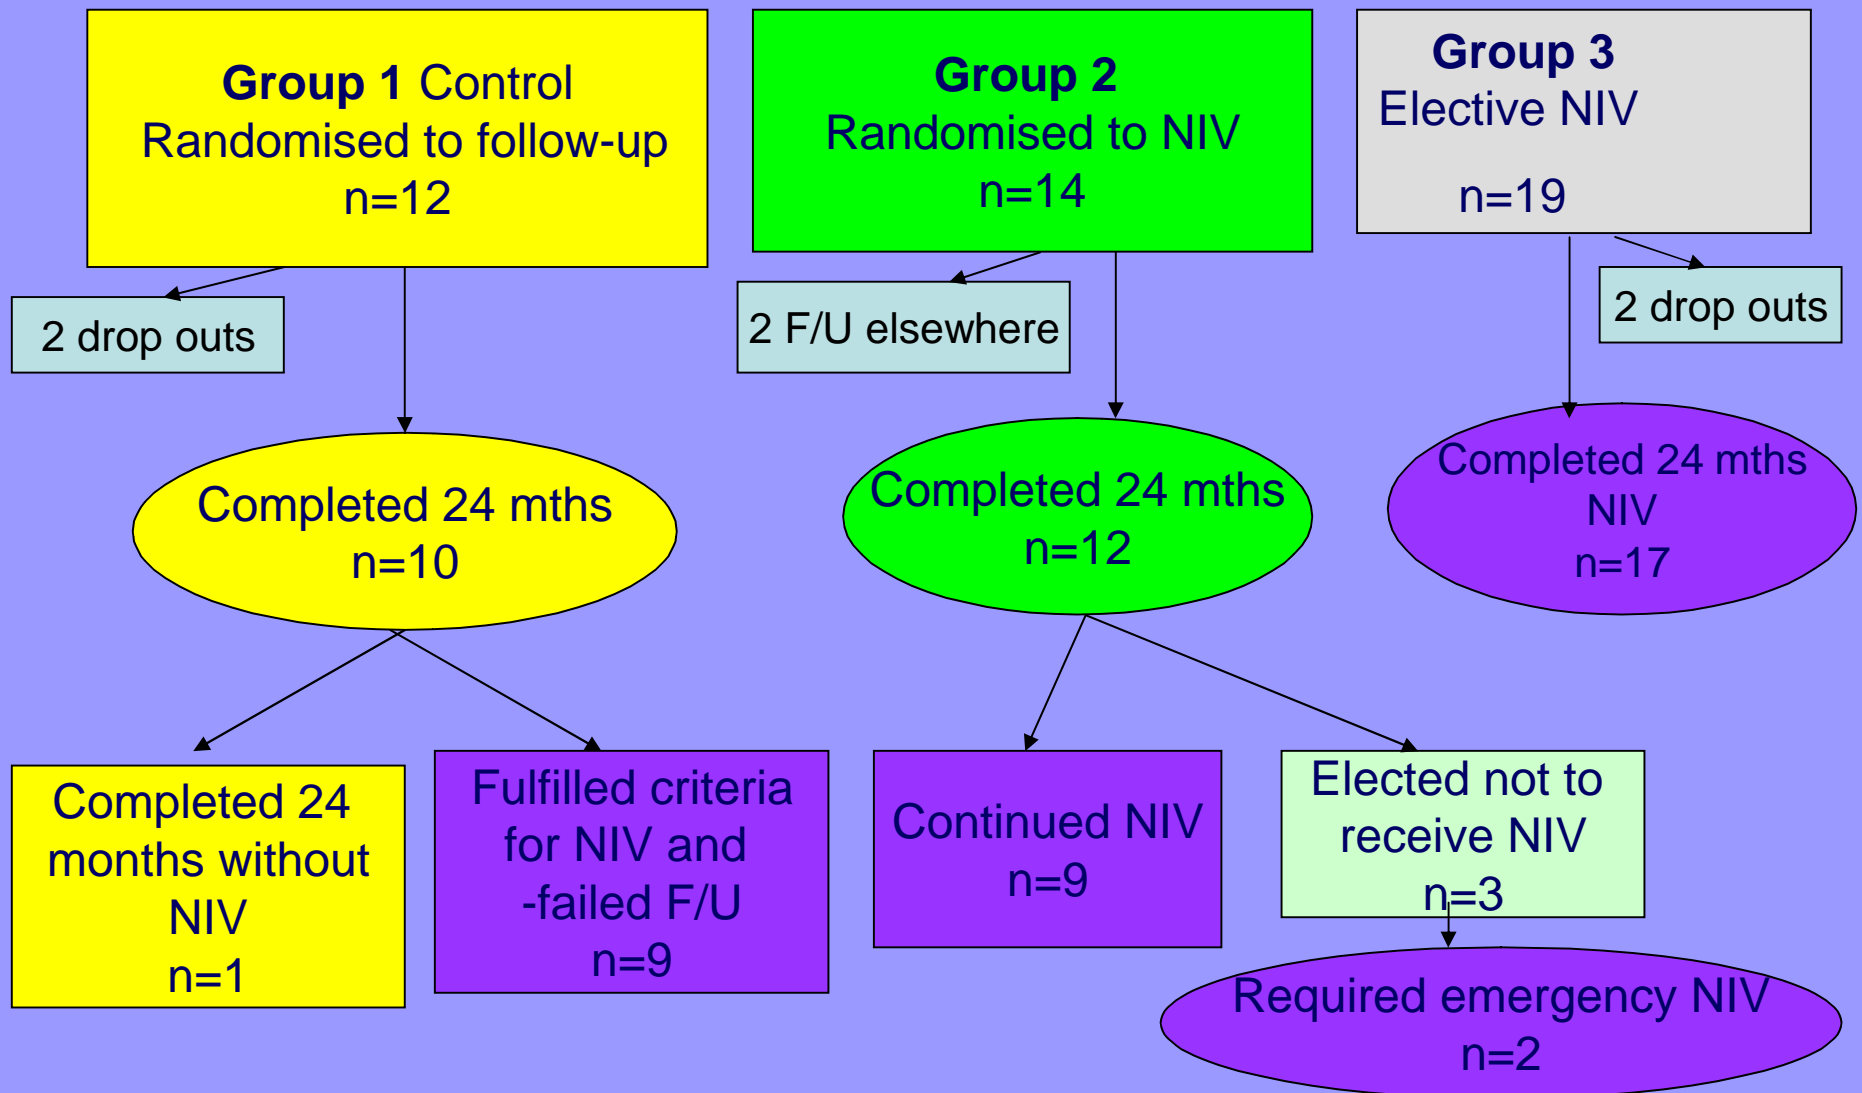 Group 1 Control
Randomised to follow-up
n=12
Group 2
Randomised to NIV
n=14
Group 3
Elective NIV
n=19
2 drop outs
2 F/U elsewhere
2 drop outs
Completed 24 mths
n=10
Completed 24 mths
n=12
Completed 24 mths
NIV
n=17
Completed 24
months without
NIV
n=1
Fulfilled criteria
for NIV and
-failed F/U
n=9
Continued NIV
n=9
Elected not to
receive NIV
n=3
Required emergency NIV
n=2